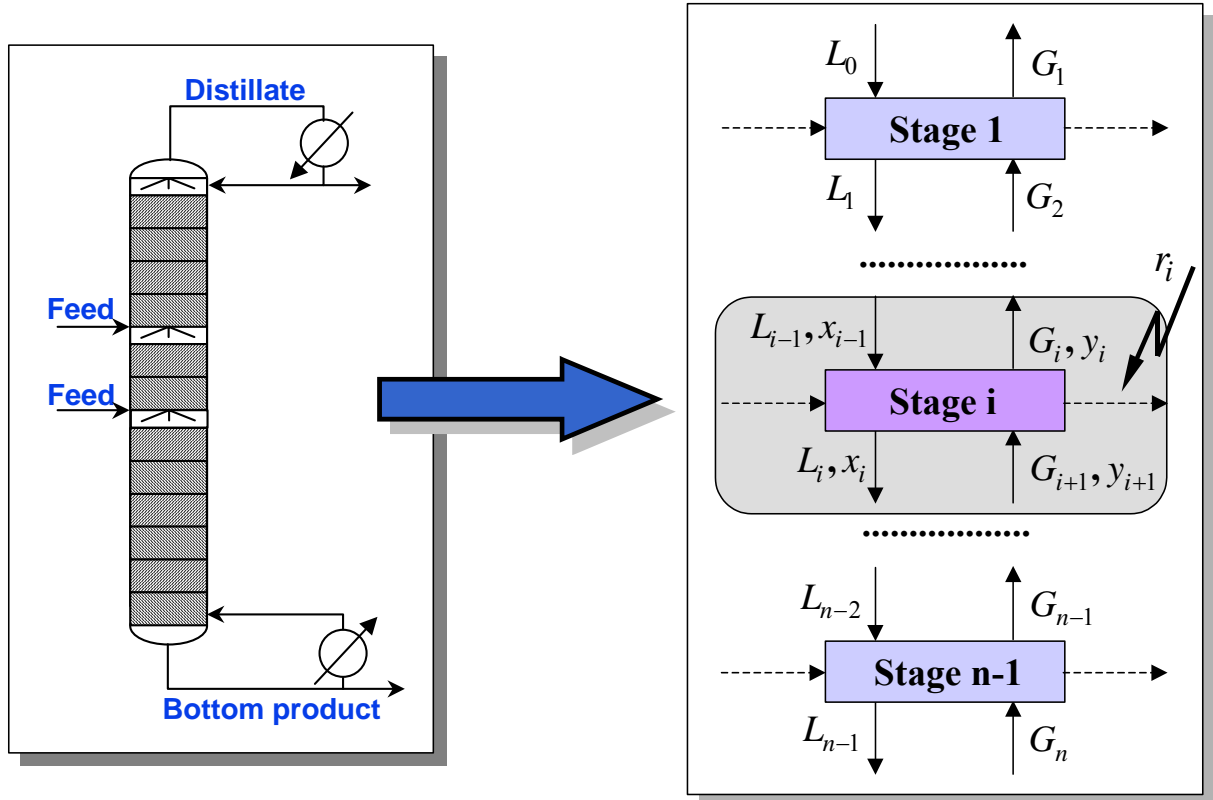 Distillate
Feed
Feed
Bottom product
L₀
G₁
Stage 1
L₁
G₂
rᵢ
Lᵢ₋₁, xᵢ₋₁
Gᵢ, yᵢ
Stage i
Lᵢ, xᵢ
Gᵢ₊₁, yᵢ₊₁
Lₙ₋₂
Gₙ₋₁
Stage n-1
Lₙ₋₁
Gₙ